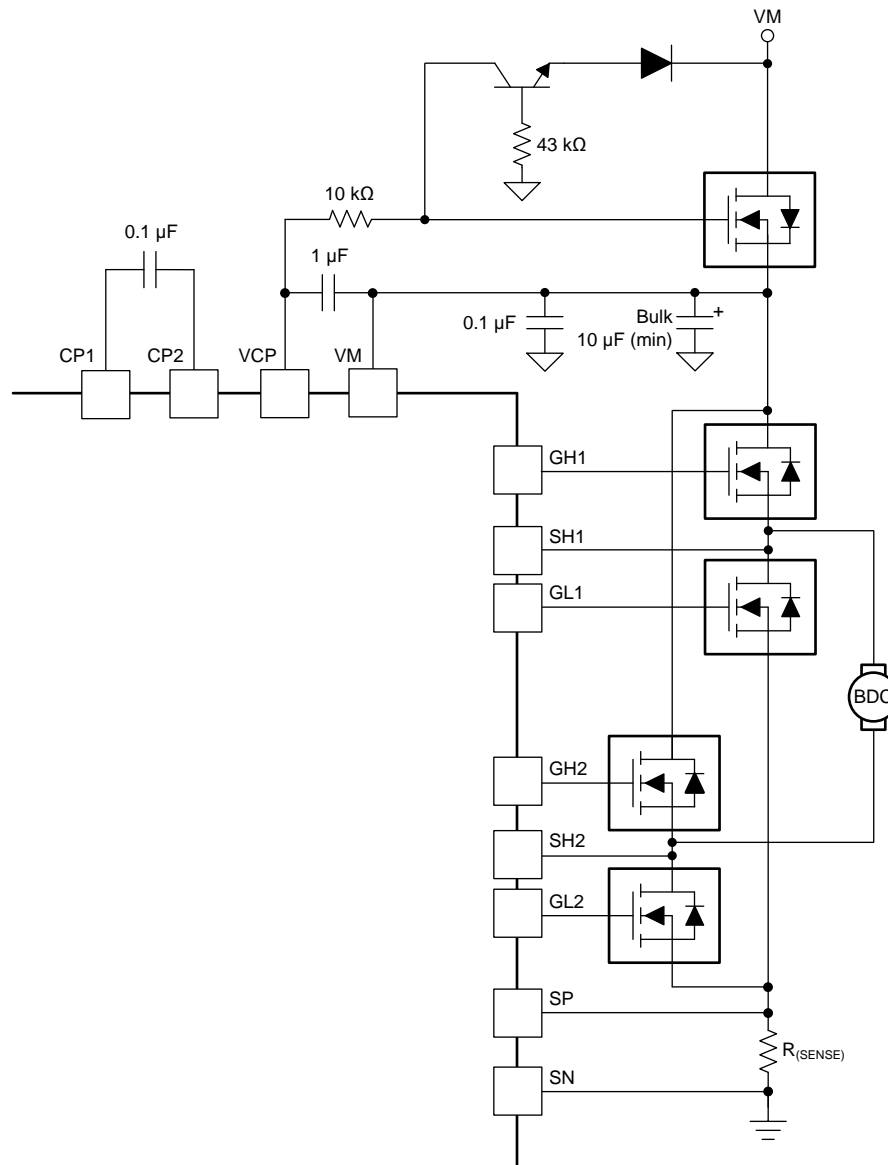 VM
43 kΩ
10 kΩ
0.1 µF
1 µF
0.1 µF
Bulk
10 µF (min)
+
CP1
CP2
VCP
VM
GH1
SH1
GL1
BDC
GH2
SH2
GL2
SP
R(SENSE)
SN